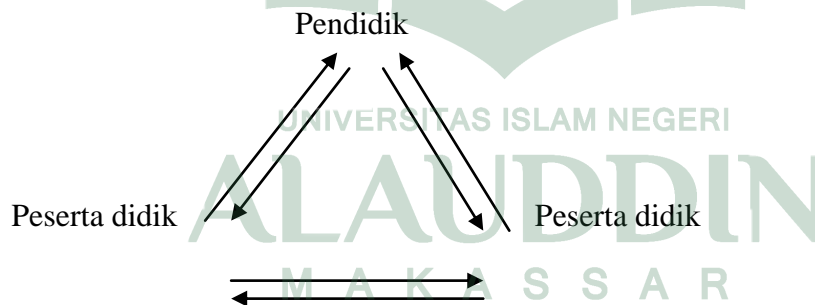 Pendidik
UNIVERSITAS ISLAM NEGERI
ALAUDDIN
Peserta didik Peserta didik
MAKASSAR